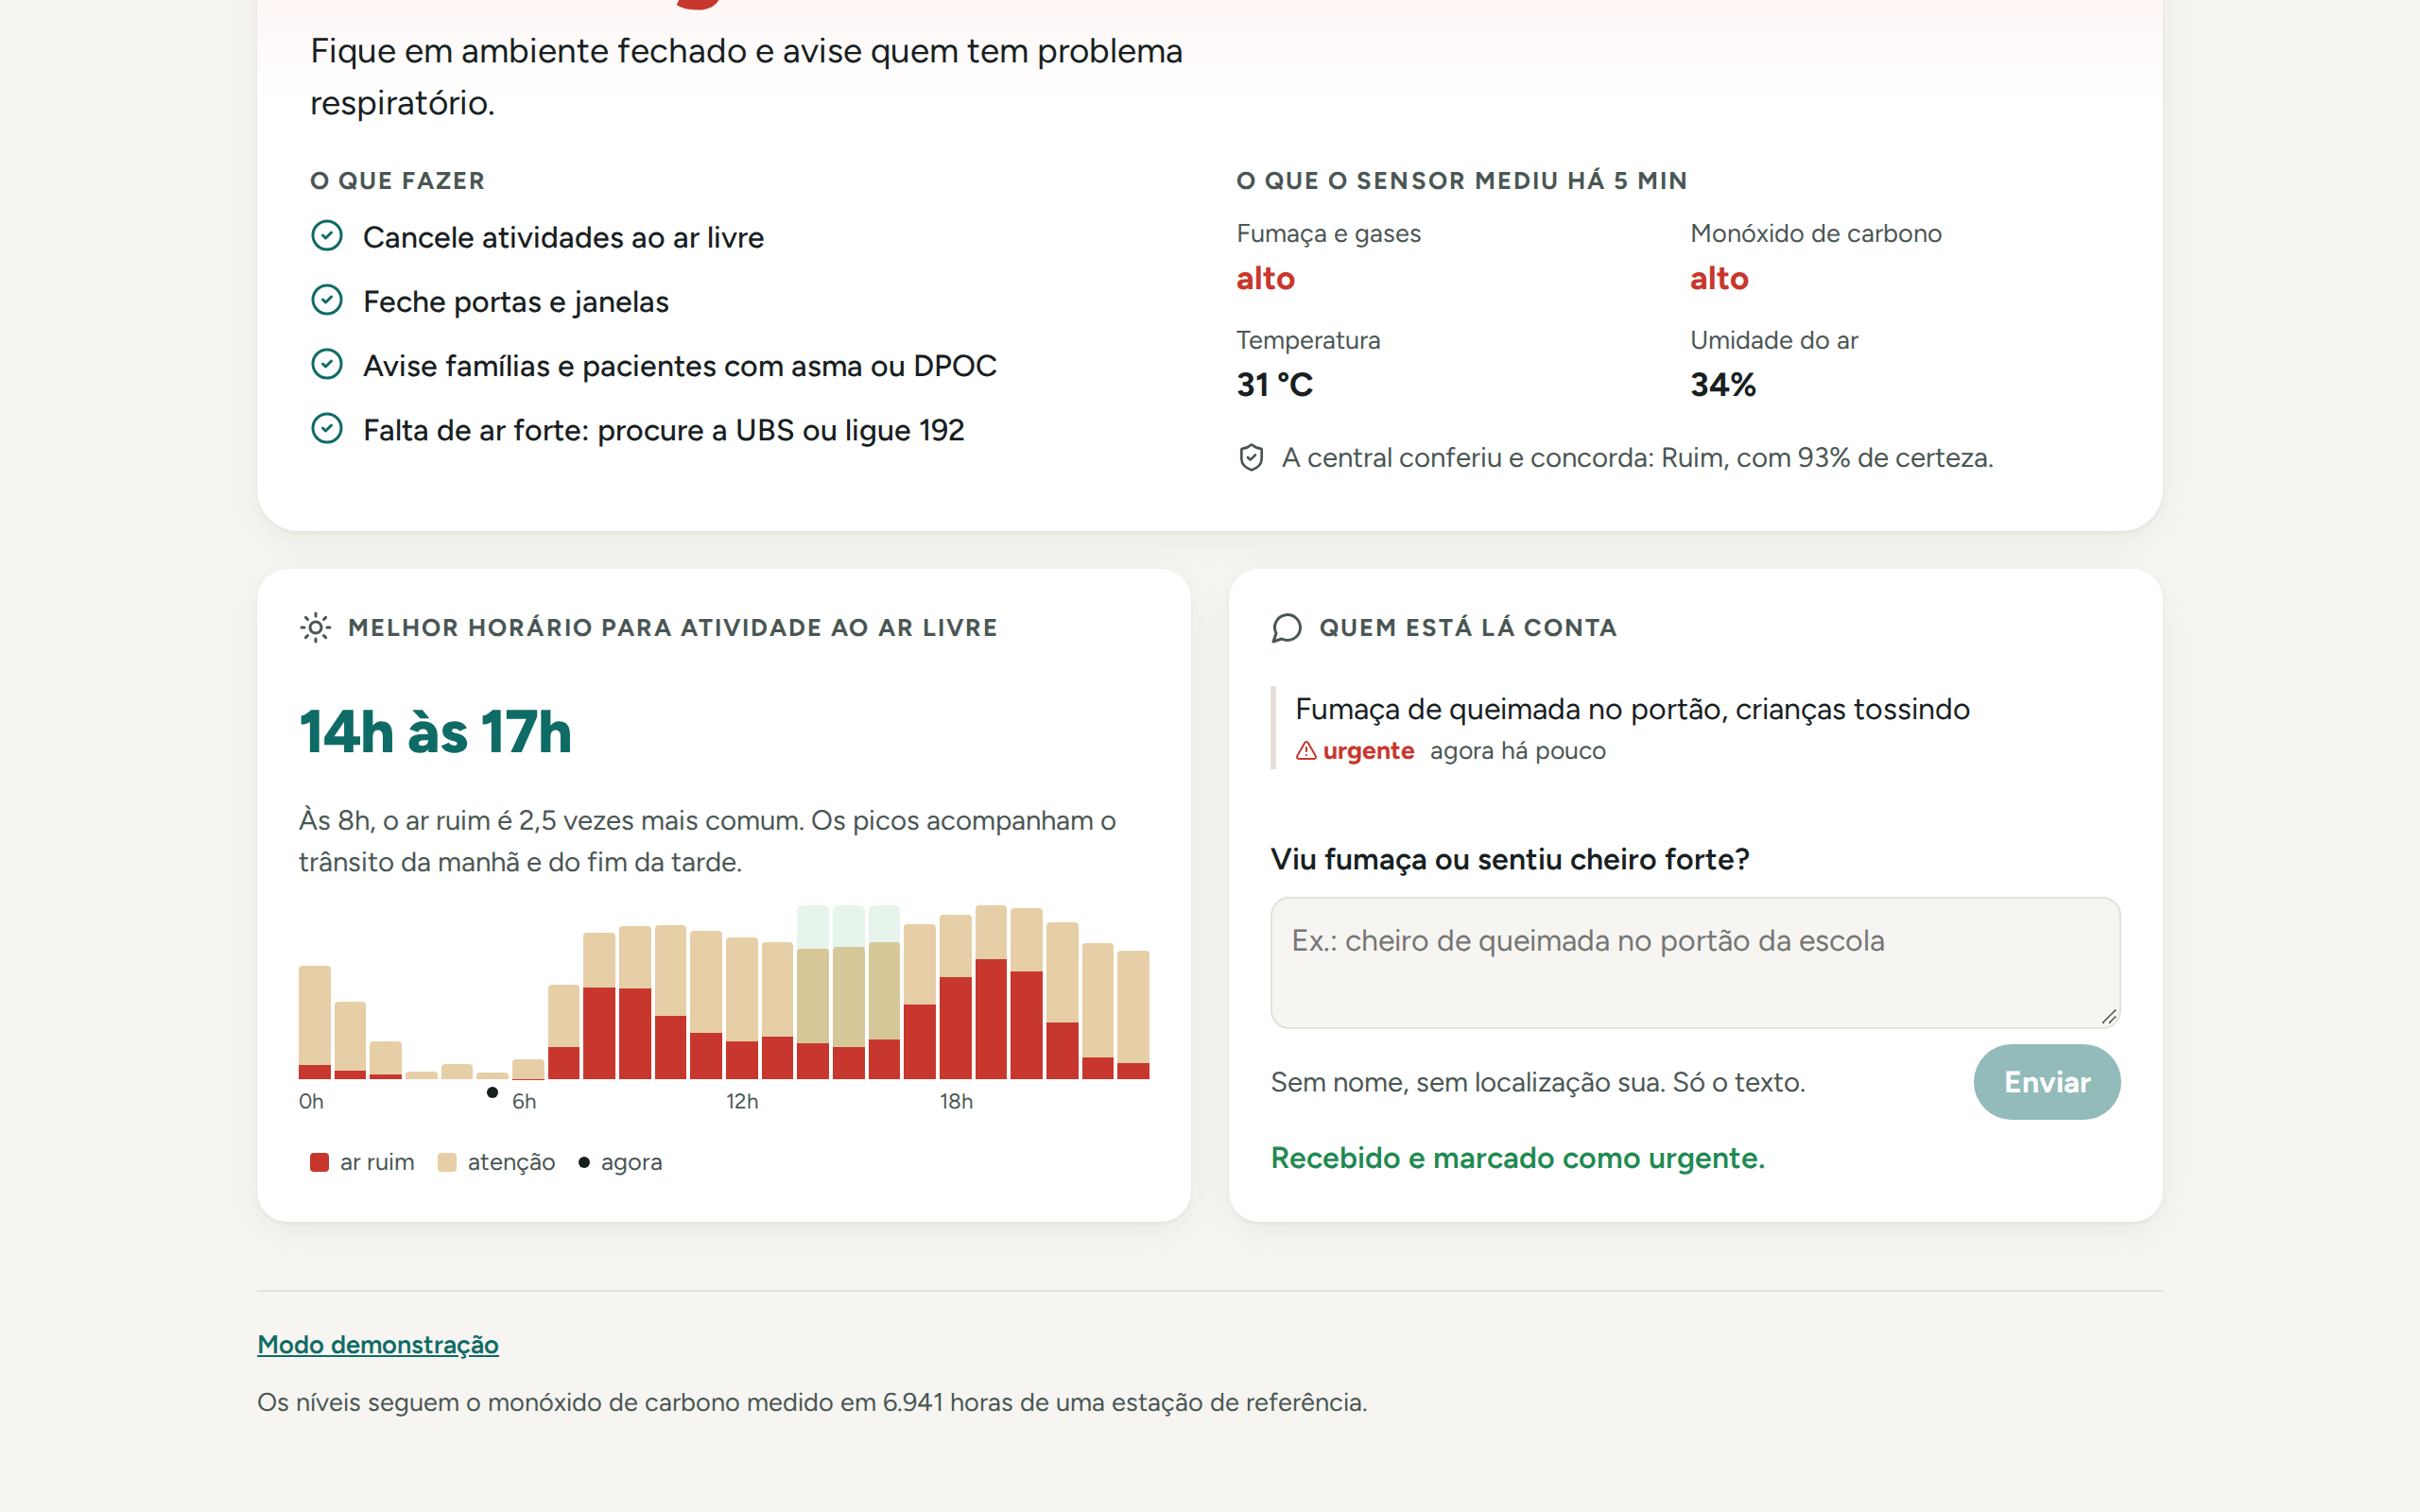 Fique em ambiente fechado e avise quem tem problema
respiratório.
O QUE FAZER
Cancele atividades ao ar livre
Feche portas e janelas
Avise famílias e pacientes com asma ou DPOC
Falta de ar forte: procure a UBS ou ligue 192
O QUE O SENSOR MEDIU HÁ 5 MIN
Fumaça e gases
alto
Monóxido de carbono
alto
Temperatura
31 °C
Umidade do ar
34%
A central conferiu e concorda: Ruim, com 93% de certeza.
MELHOR HORÁRIO PARA ATIVIDADE AO AR LIVRE
14h às 17h
Às 8h, o ar ruim é 2,5 vezes mais comum. Os picos acompanham o
trânsito da manhã e do fim da tarde.
0h 6h 12h 18h
ar ruim atenção agora
QUEM ESTÁ LÁ CONTA
Fumaça de queimada no portão, crianças tossindo
urgente agora há pouco
Viu fumaça ou sentiu cheiro forte?
Ex.: cheiro de queimada no portão da escola
Sem nome, sem localização sua. Só o texto.
Enviar
Recebido e marcado como urgente.
Modo demonstração
Os níveis seguem o monóxido de carbono medido em 6.941 horas de uma estação de referência.